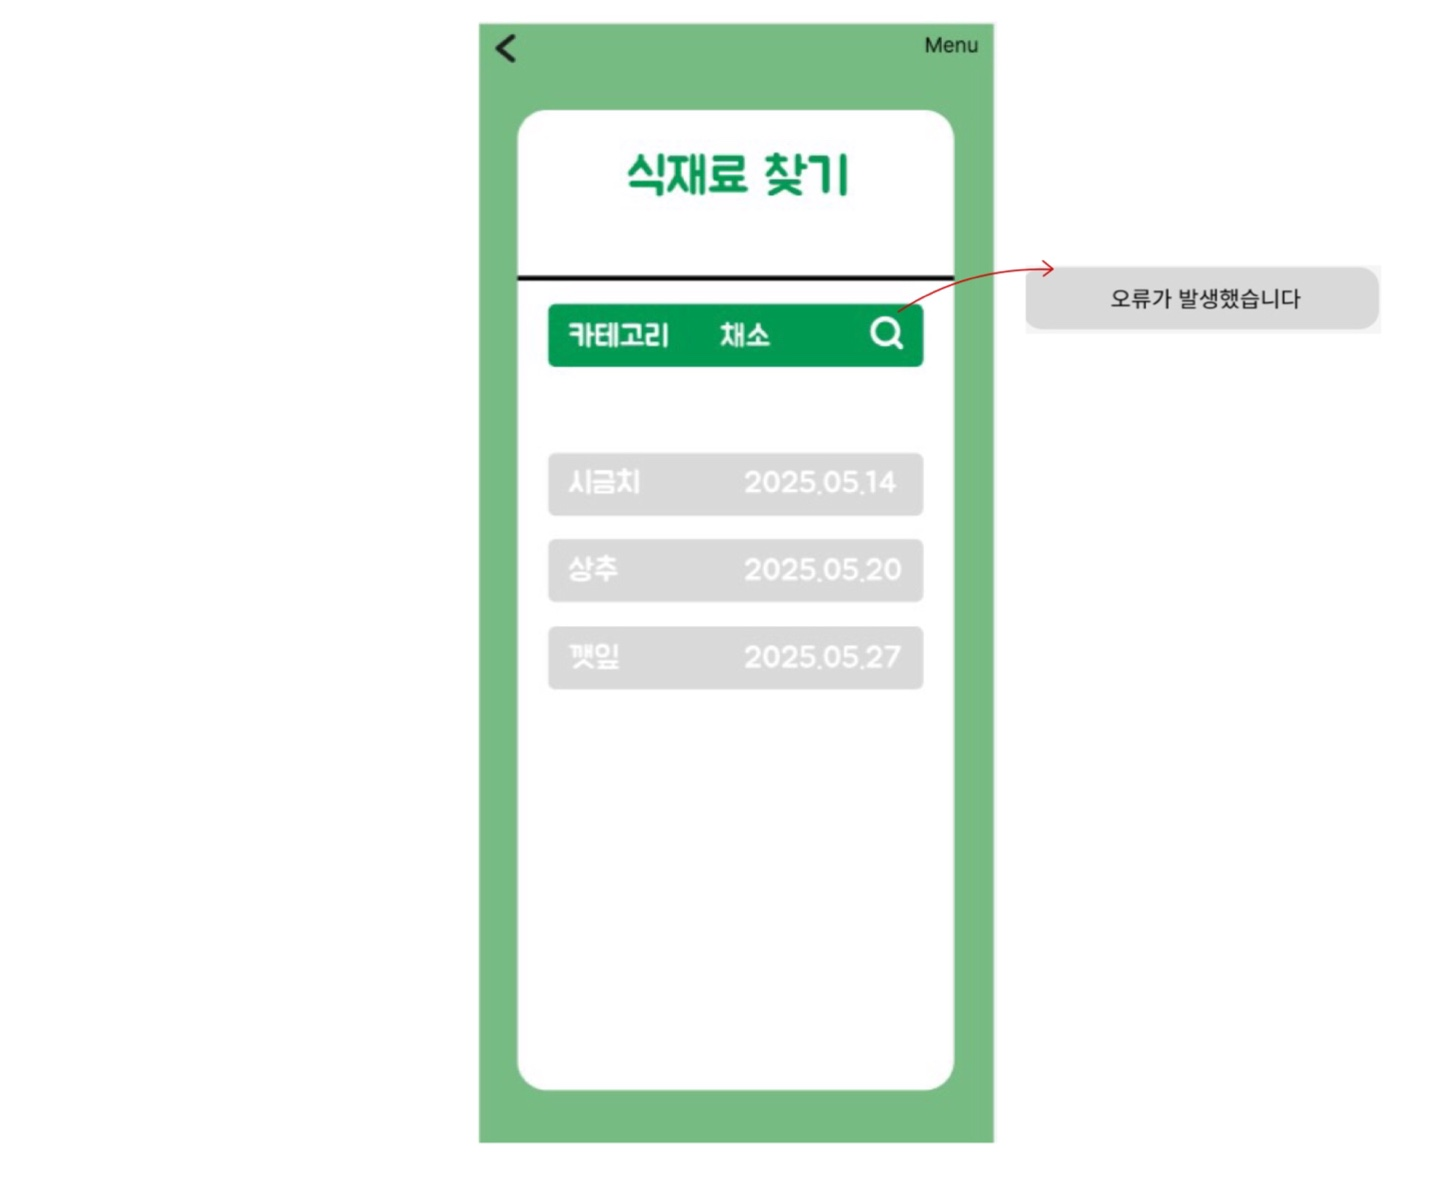 Menu
식재료 찾기
카테고리 채소
오류가 발생했습니다
시금치 2025.05.14
상추 2025.05.20
깻잎 2025.05.27